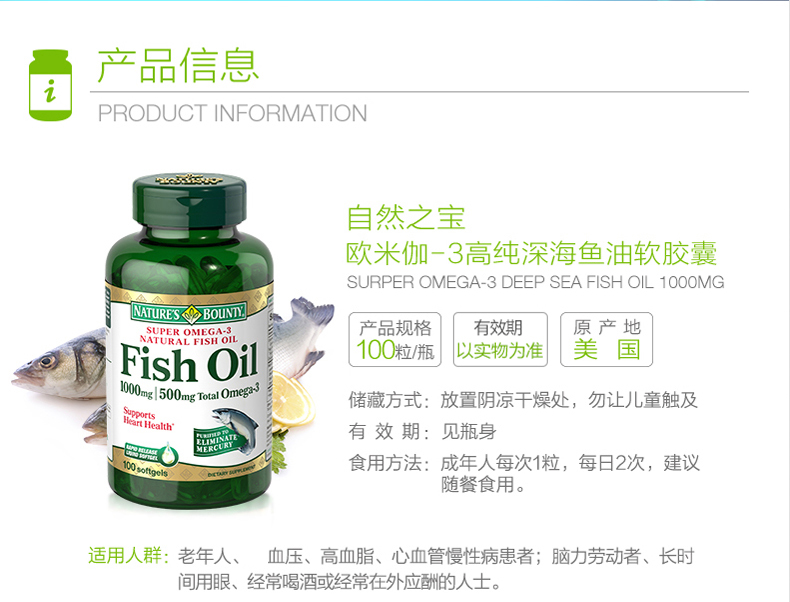 产品信息
PRODUCT INFORMATION
自然之宝
欧米伽-3高纯深海鱼油软胶囊
SURPER OMEGA-3 DEEP SEA FISH OIL 1000MG
产品规格
100粒/瓶
有效期
以实物为准
原 产 地
美 国
储藏方式：放置阴凉干燥处，勿让儿童触及
有 效 期：见瓶身
食用方法：成年人每次1粒，每日2次，建议
随餐食用。
NATURE'S BOUNTY
SUPER OMEGA-3
NATURAL FISH OIL
Fish Oil
1000mg | 500mg Total Omega-3
Supports
Heart Health*
PURIFIED TO
ELIMINATE
MERCURY
RAPID RELEASE
LIQUID SOFTGEL
100 softgels
DIETARY SUPPLEMENT
适用人群：老年人、 血压、高血脂、心血管慢性病患者；脑力劳动者、长时
间用眼、经常喝酒或经常在外应酬的人士。